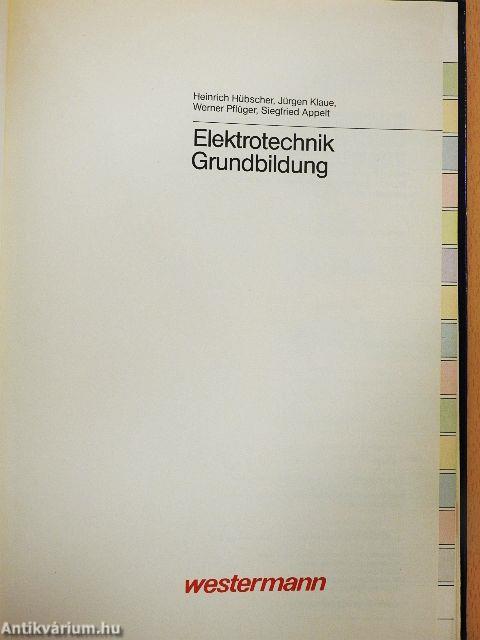 Heinrich Hübscher, Jürgen Klaue,
Werner Pflüger, Siegfried Appelt
Elektrotechnik
Grundbildung
westermann
Antikvárium.hu